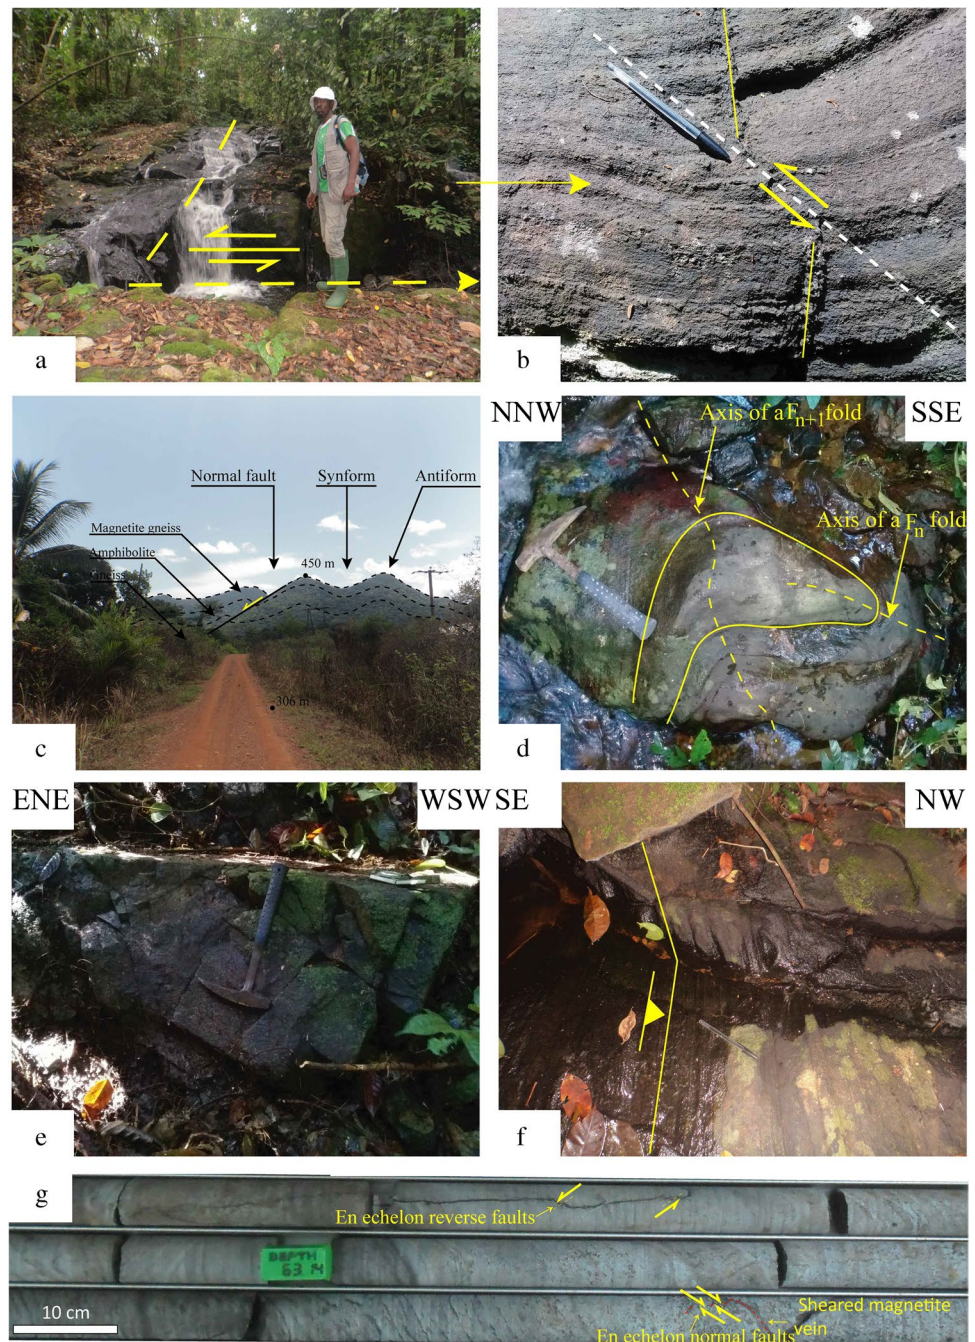 a
b
NNW
SSE
Axis of a Fn+1 fold
Axis of a Fn fold
Normal fault
Synform
Antiform
Magnetite gneiss
Amphibolite
Gneiss
450 m
306 m
c
d
ENE
WSW
SE
NW
e
f
g
En echelon reverse faults
DEPTH
63.14
10 cm
Sheared magnetite
vein
En echelon normal faults